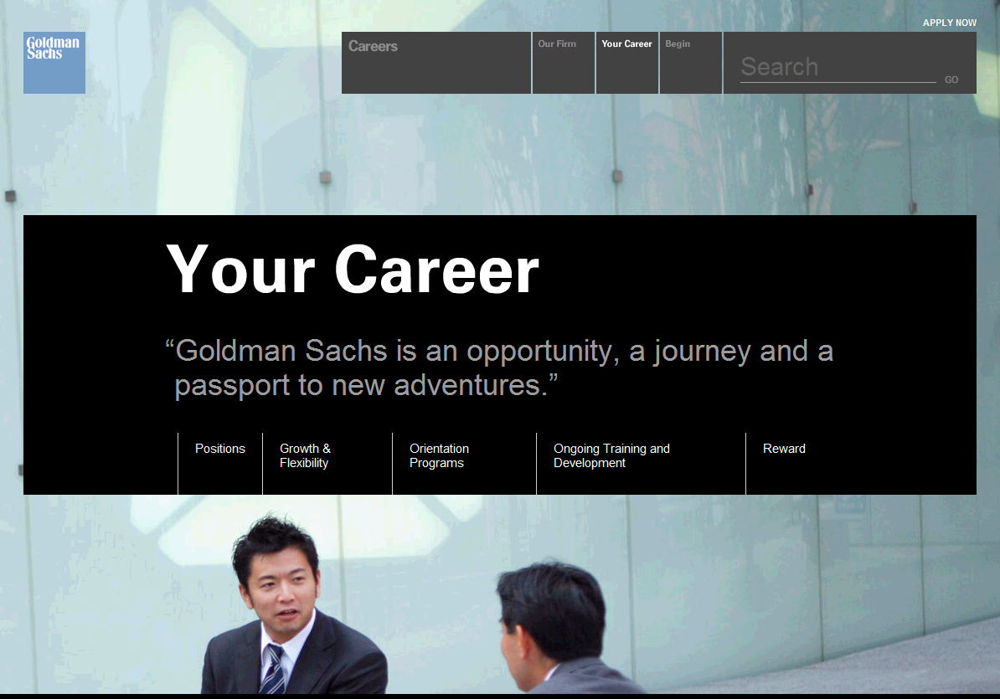 APPLY NOW
Goldman
Sachs
Careers
Our Firm
Your Career
Begin
Search
GO
Your Career
“Goldman Sachs is an opportunity, a journey and a
passport to new adventures.”
Positions
Growth &
Flexibility
Orientation
Programs
Ongoing Training and
Development
Reward